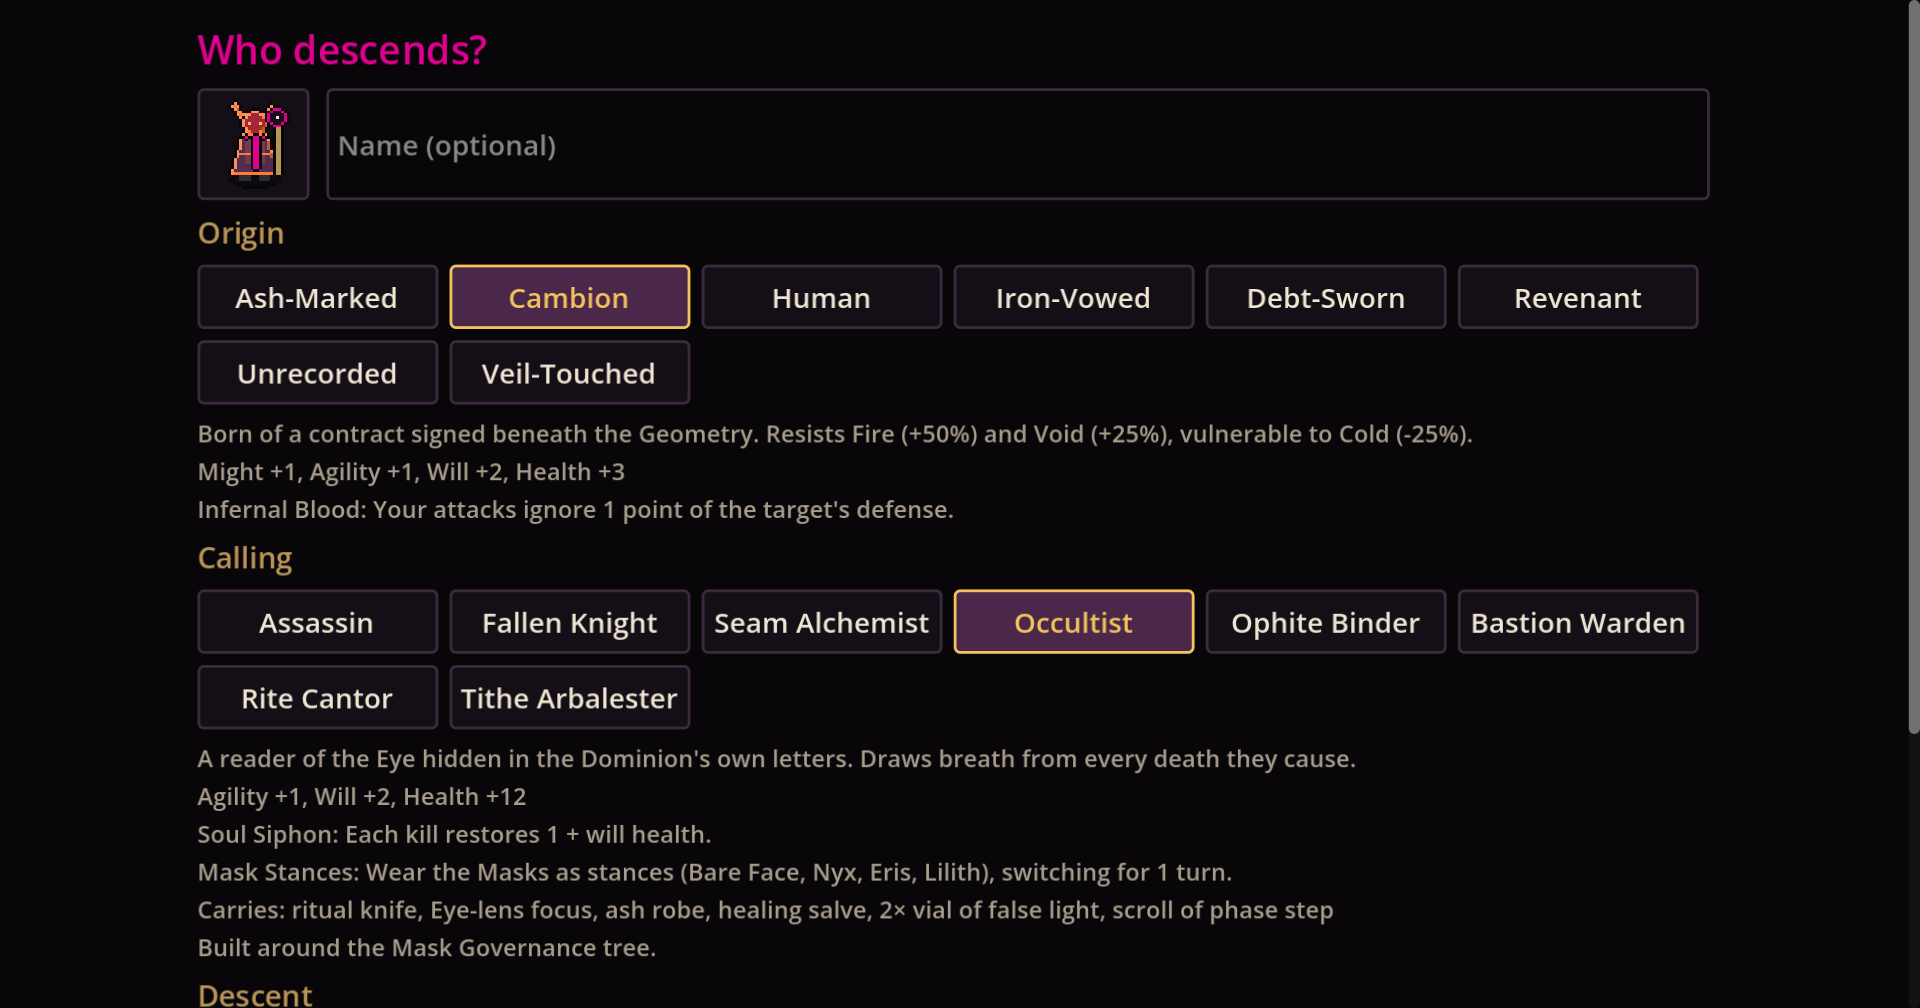 Who descends?
Name (optional)
Origin
Ash-Marked Cambion Human Iron-Vowed Debt-Sworn Revenant
Unrecorded Veil-Touched
Born of a contract signed beneath the Geometry. Resists Fire (+50%) and Void (+25%), vulnerable to Cold (-25%).
Might +1, Agility +1, Will +2, Health +3
Infernal Blood: Your attacks ignore 1 point of the target's defense.
Calling
Assassin Fallen Knight Seam Alchemist Occultist Ophite Binder Bastion Warden
Rite Cantor Tithe Arbalester
A reader of the Eye hidden in the Dominion's own letters. Draws breath from every death they cause.
Agility +1, Will +2, Health +12
Soul Siphon: Each kill restores 1 + will health.
Mask Stances: Wear the Masks as stances (Bare Face, Nyx, Eris, Lilith), switching for 1 turn.
Carries: ritual knife, Eye-lens focus, ash robe, healing salve, 2× vial of false light, scroll of phase step
Built around the Mask Governance tree.
Descent